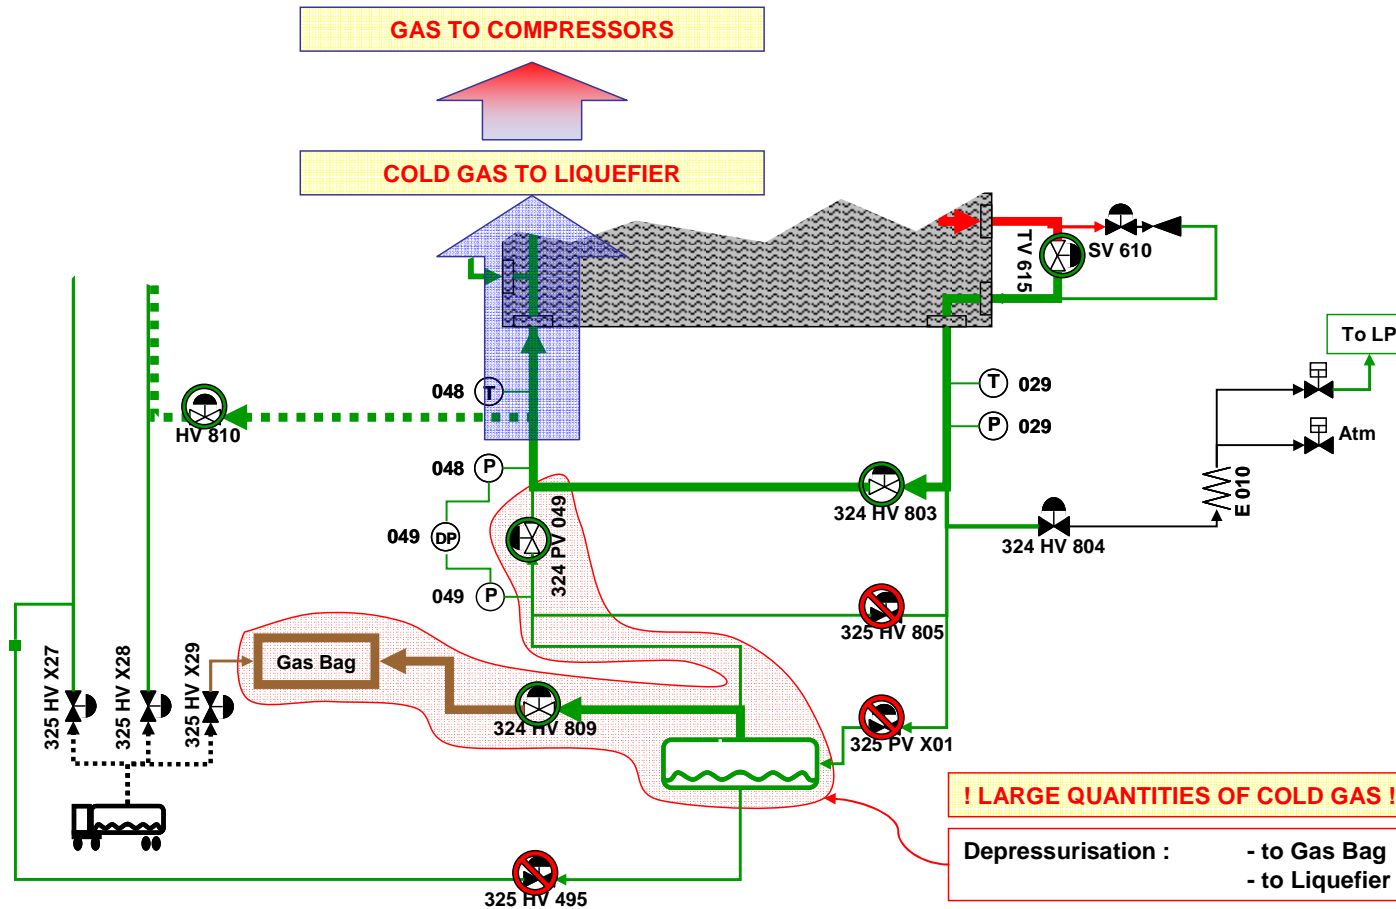 GAS TO COMPRESSORS
COLD GAS TO LIQUEFIER
TV 615
SV 610
To LP
048 T
T 029
HV 810
P 029
Atm
048 P
E 010
324 PV 049
324 HV 803
049 DP
324 HV 804
049 P
325 HV 805
325 HV X27
325 HV X28
325 HV X29
Gas Bag
324 HV 809
325 PV X01
! LARGE QUANTITIES OF COLD GAS !
Depressurisation : - to Gas Bag
- to Liquefier
325 HV 495